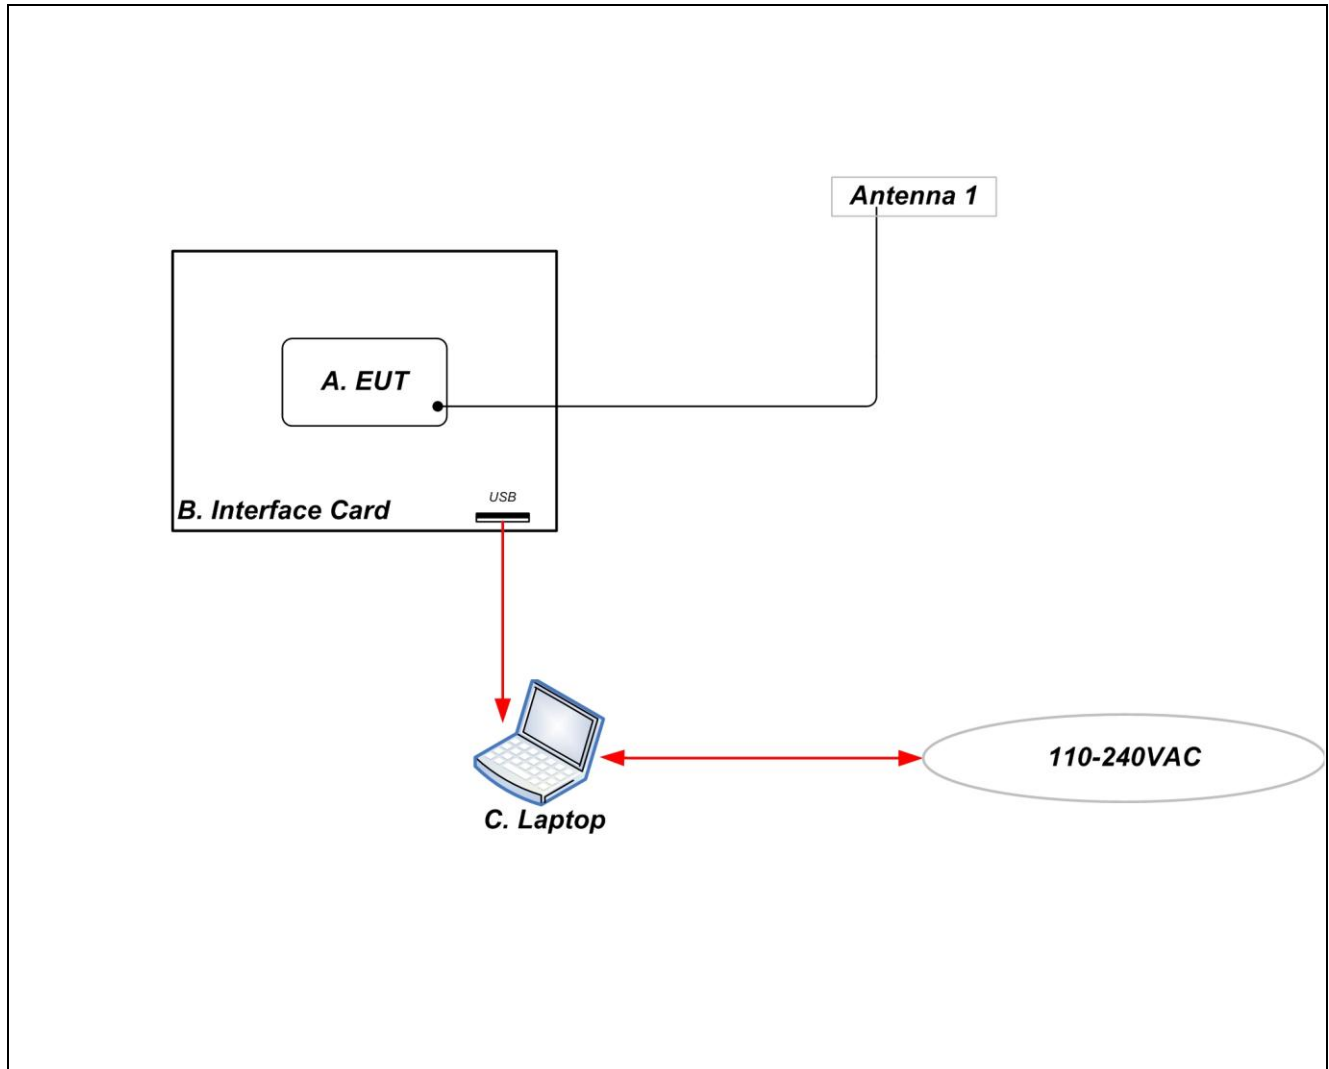 Antenna 1
A. EUT
B. Interface Card
USB
C. Laptop
110-240VAC